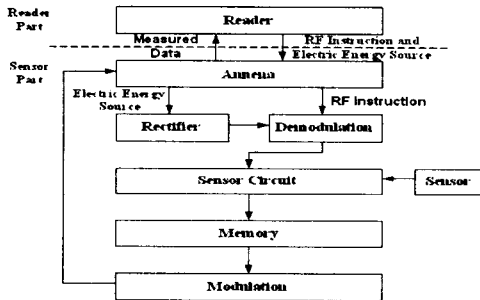 Reader
Part
Reader
Measured
Data
RF Instruction and
Electric Energy Source
Sensor
Part
Annena
Electric Energy
Source
RF Instruction
Rectifier
Demodulation
Sensor Circuit
Sensor
Memory
Modulation